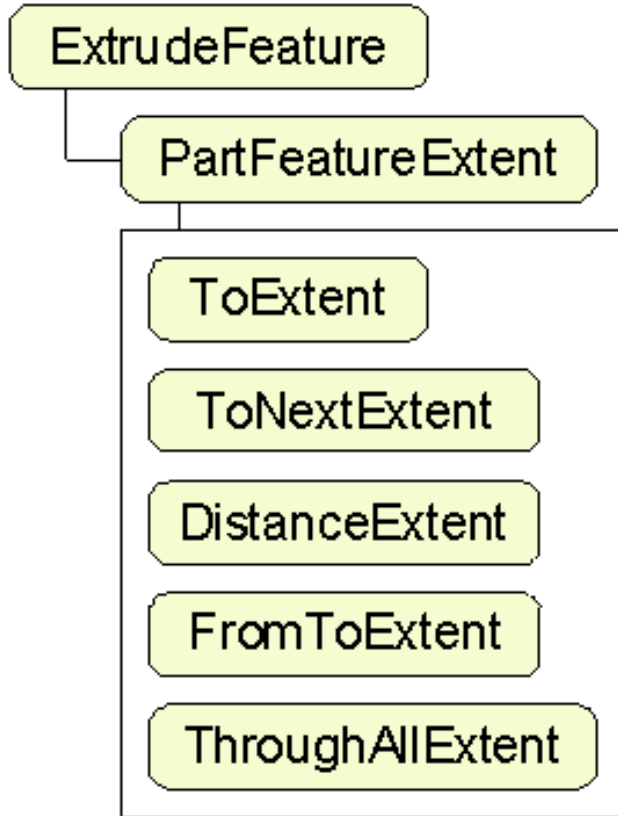 ExtrudeFeature
PartFeatureExtent
ToExtent
ToNextExtent
DistanceExtent
FromToExtent
ThroughAllExtent